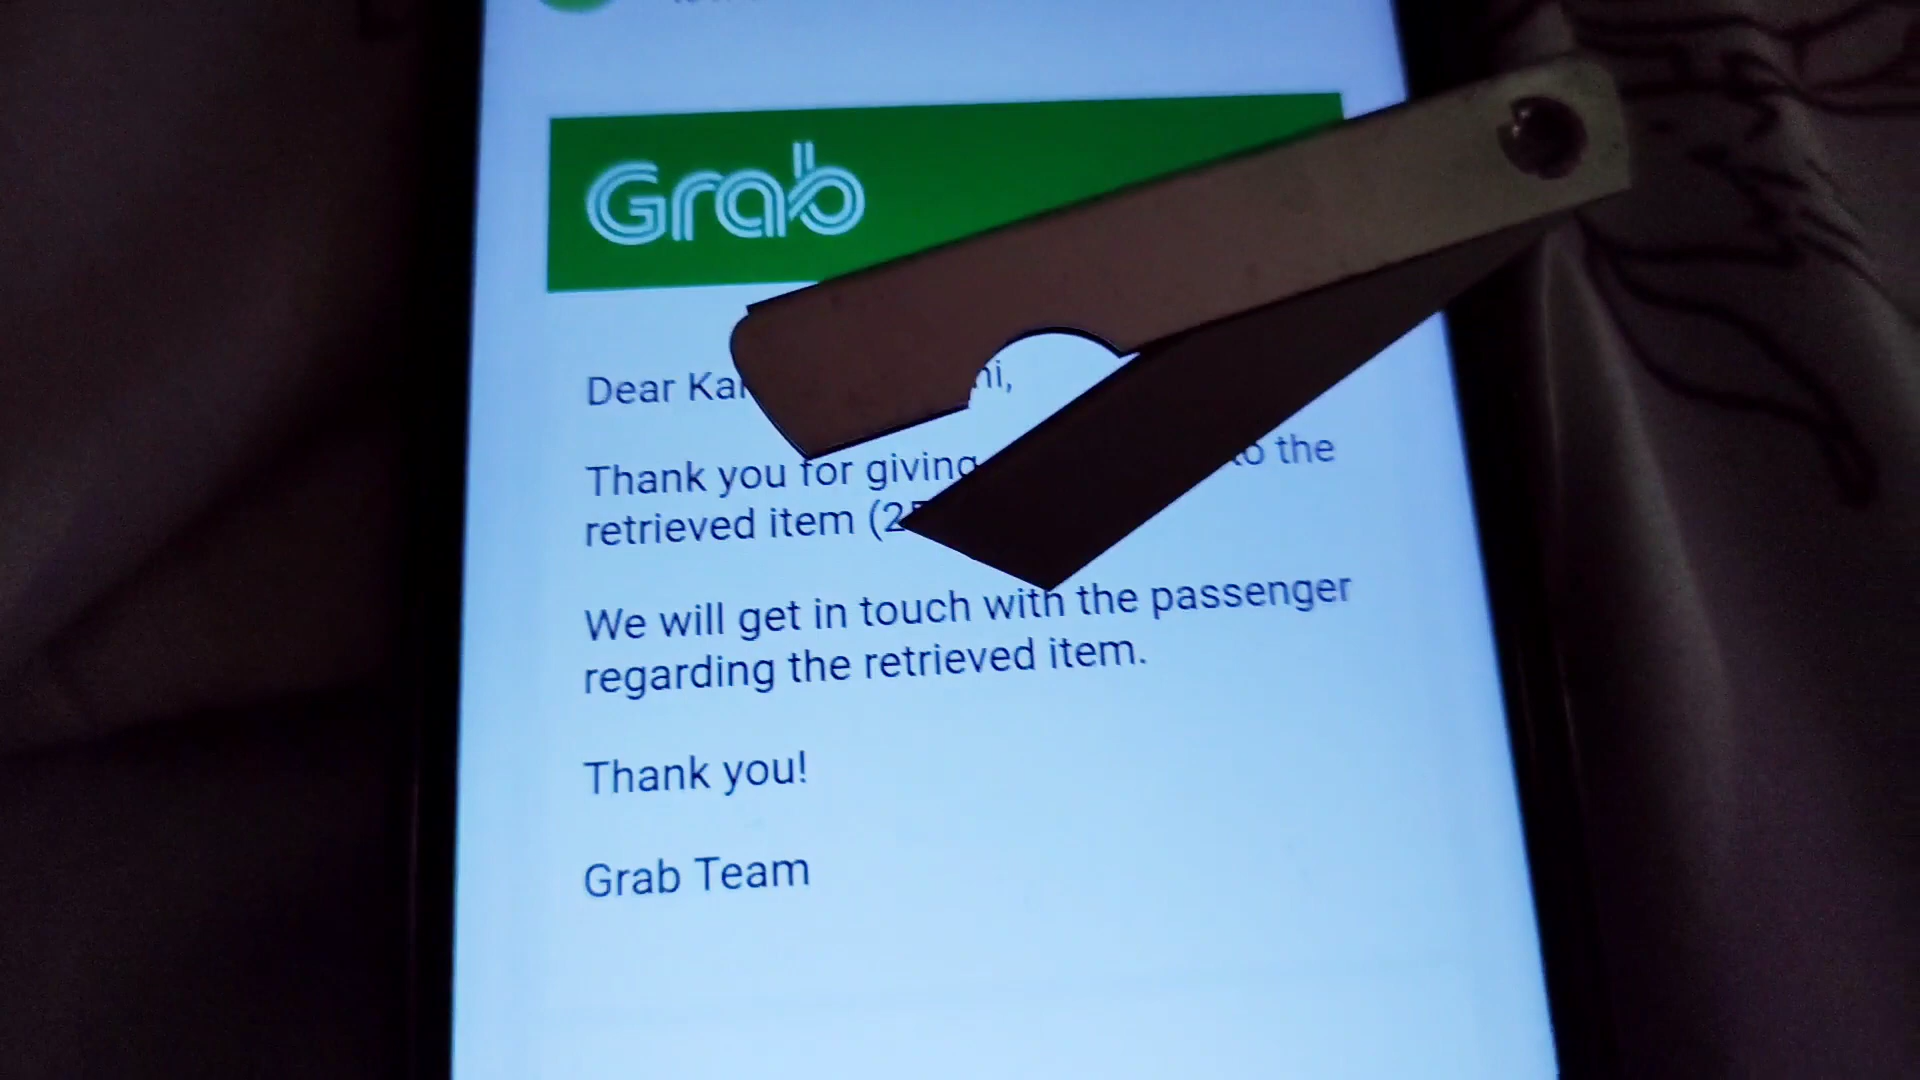 Grab
Dear
Thank you for giving the
retrieved item
We will get in touch with the passenger
regarding the retrieved item.
Thank you!
Grab Team